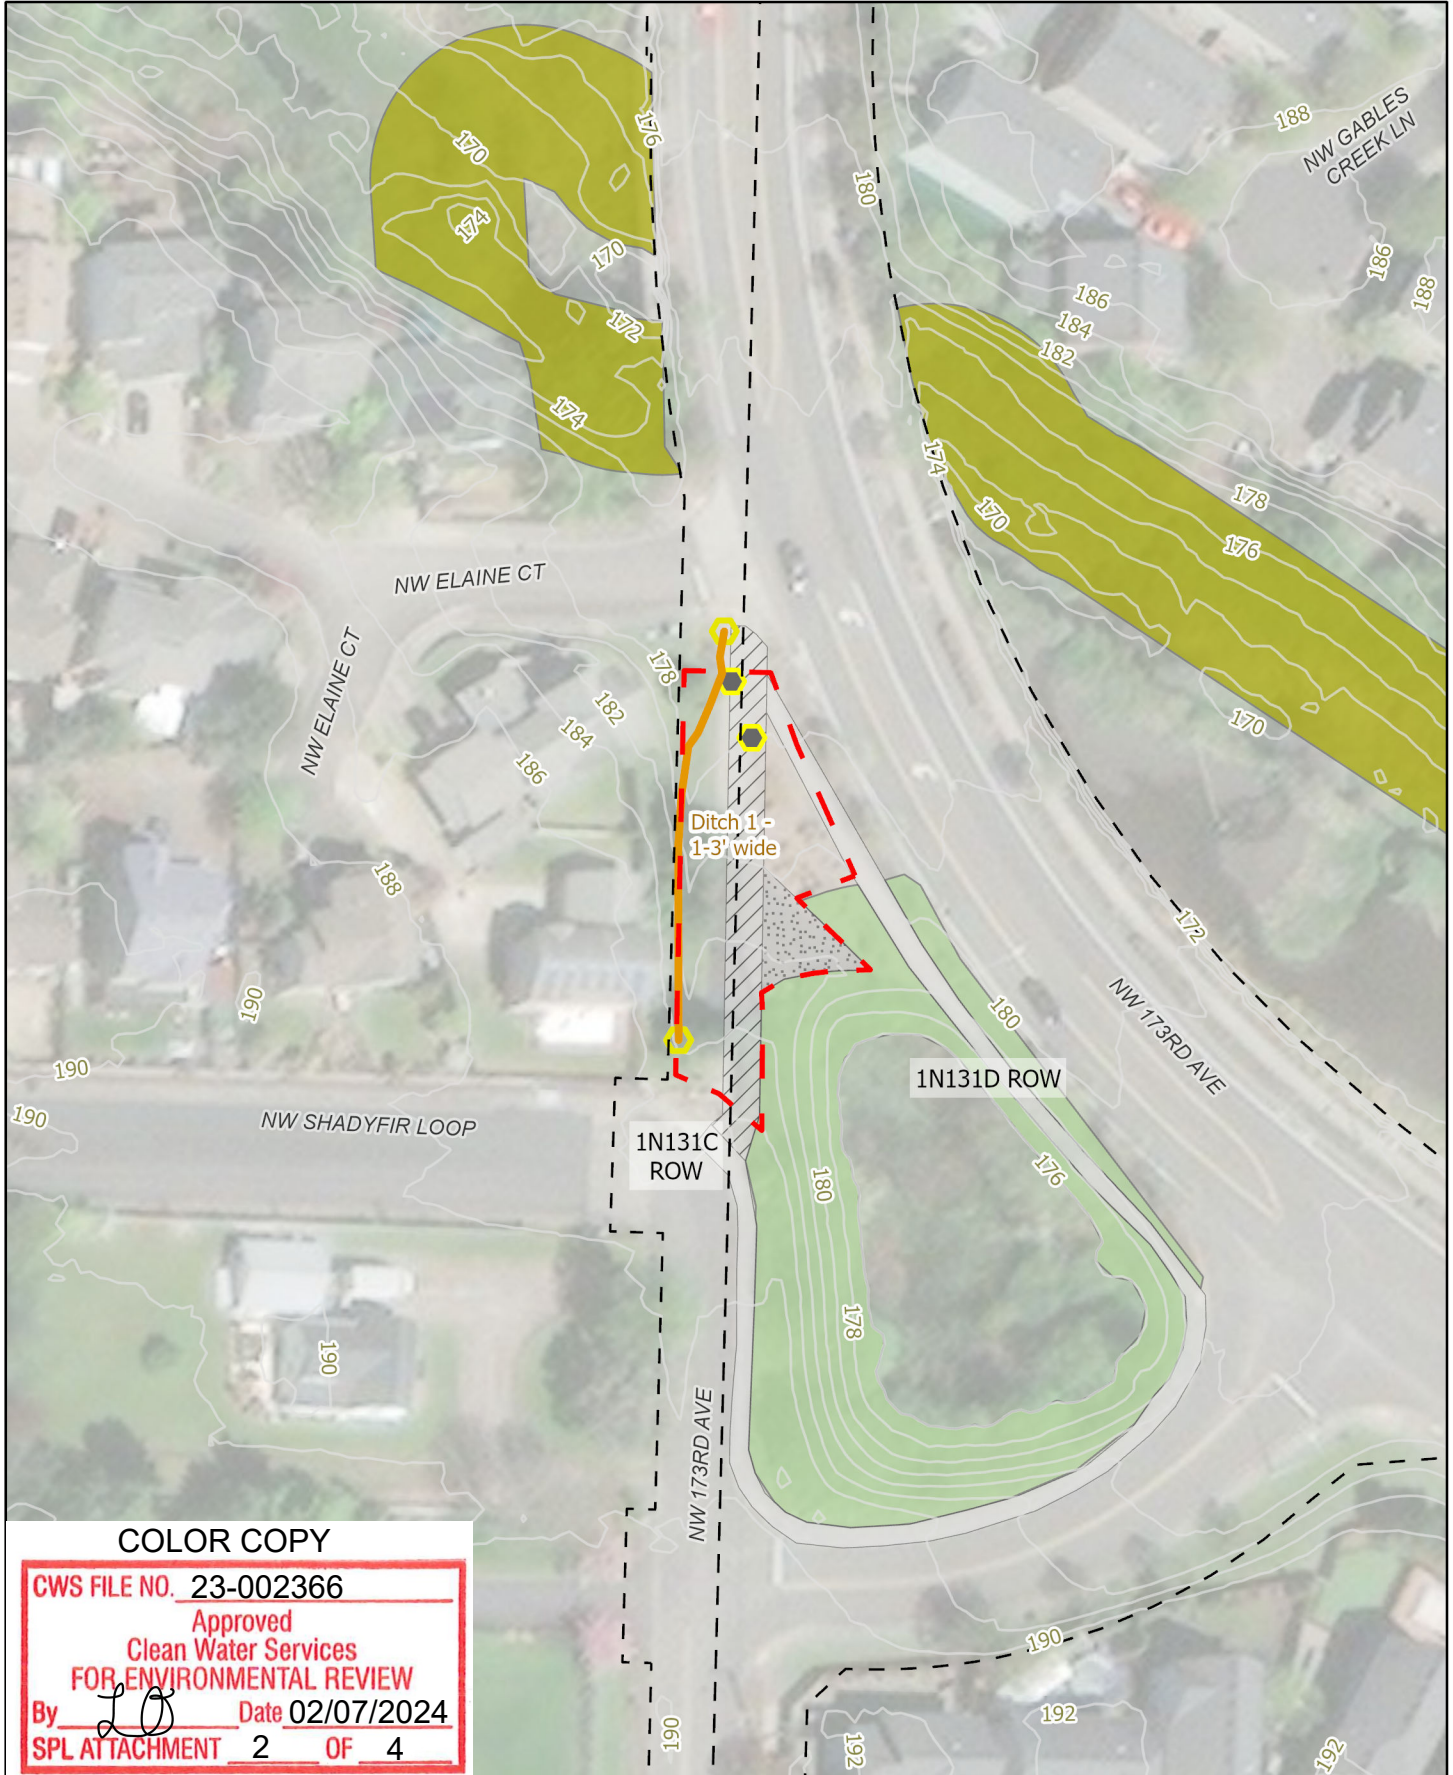 188
NW GABLES
CREEK LN
176
170
180
174
170
186
188
186
184
182
172
174
174
178
170
176
NW ELAINE CT
NW ELAINE CT
178
182
184
186
170
Ditch 1 -
1-3' wide
188
172
190
180
NW 173RD AVE
190
1N131D ROW
190
NW SHADYFIR LOOP
1N131C
ROW
180
176
178
190
NW 173RD AVE
190
190
192
192
192
COLOR COPY
CWS FILE NO. 23-002366
Approved
Clean Water Services
FOR ENVIRONMENTAL REVIEW
By LO Date 02/07/2024
SPL ATTACHMENT 2 OF 4